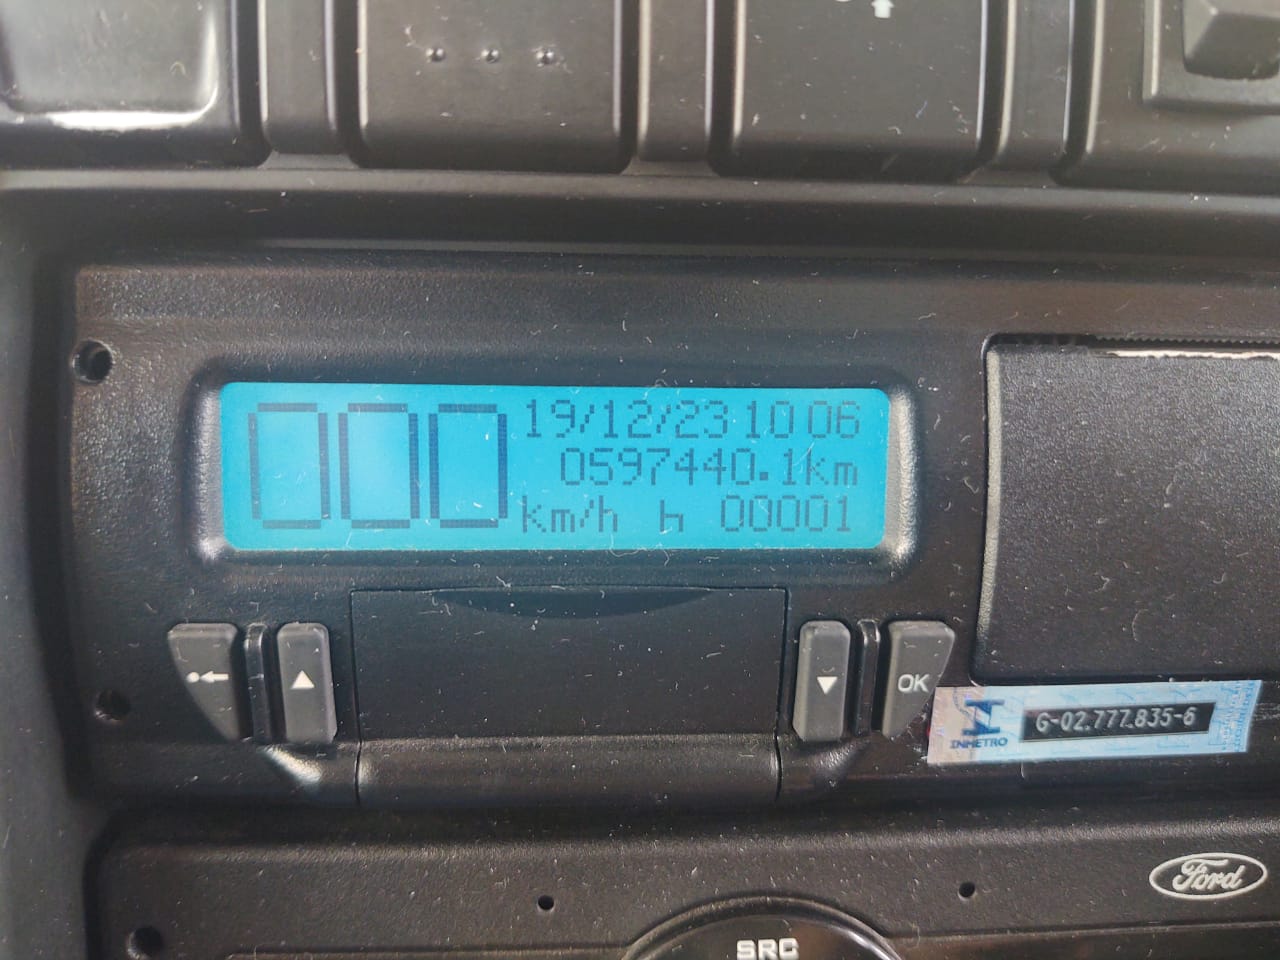 000
19/12/23 10 06
0597440.1km
km/h h 00001
OK
INMETRO
G-02.777.835-6
Ford
SRC